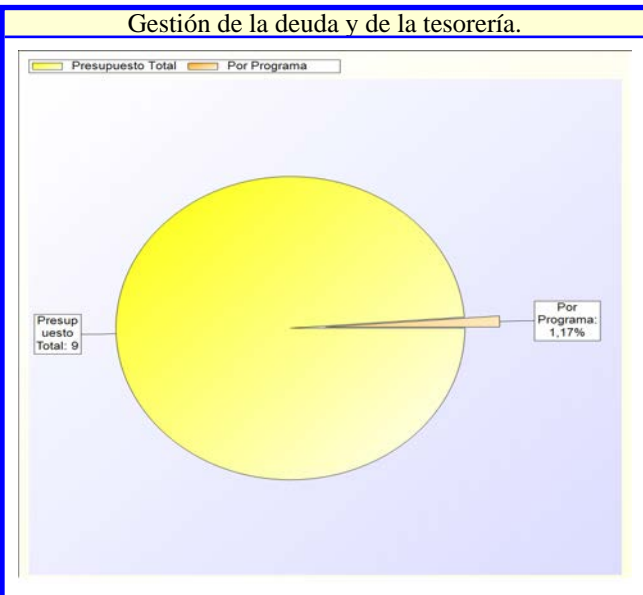 Gestión de la deuda y de la tesorería.
Presupuesto Total Por Programa
Presup
uesto
Total: 9
Por
Programa:
1,17%